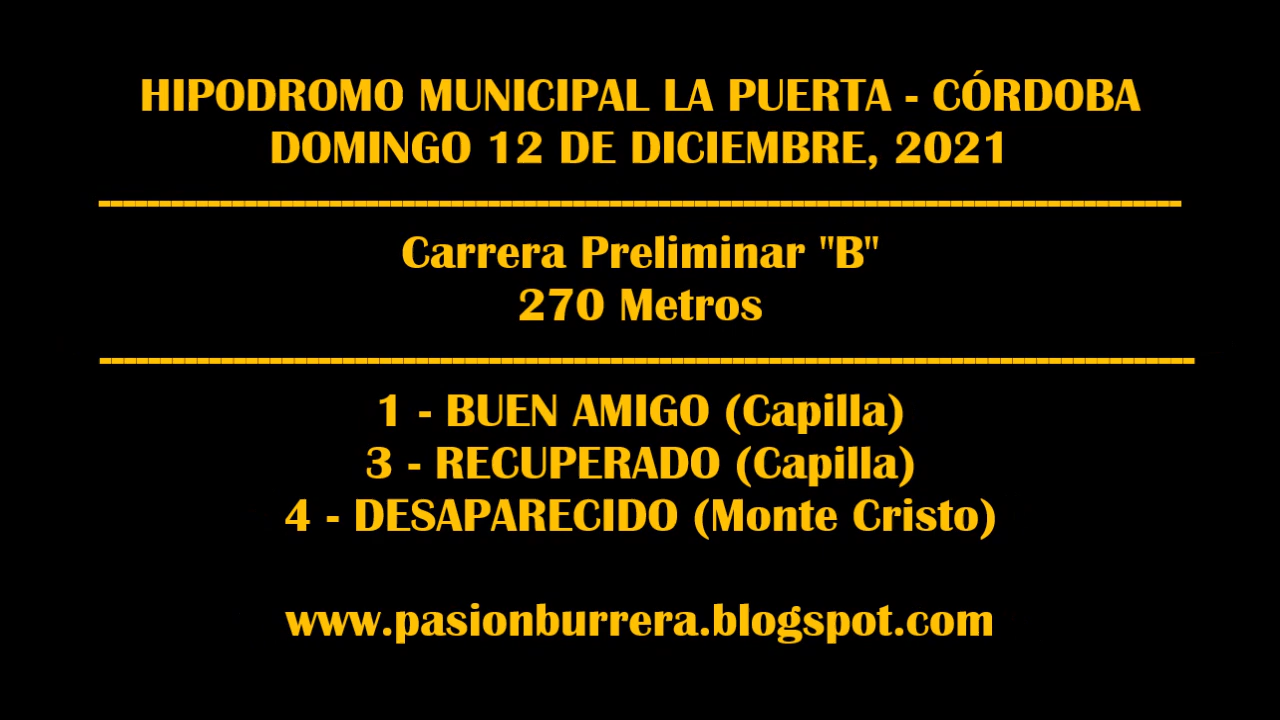 HIPODROMO MUNICIPAL LA PUERTA - CÓRDOBA
DOMINGO 12 DE DICIEMBRE, 2021
Carrera Preliminar "B"
270 Metros
1 - BUEN AMIGO (Capilla)
3 - RECUPERADO (Capilla)
4 - DESAPARECIDO (Monte Cristo)
www.pasionburrera.blogspot.com